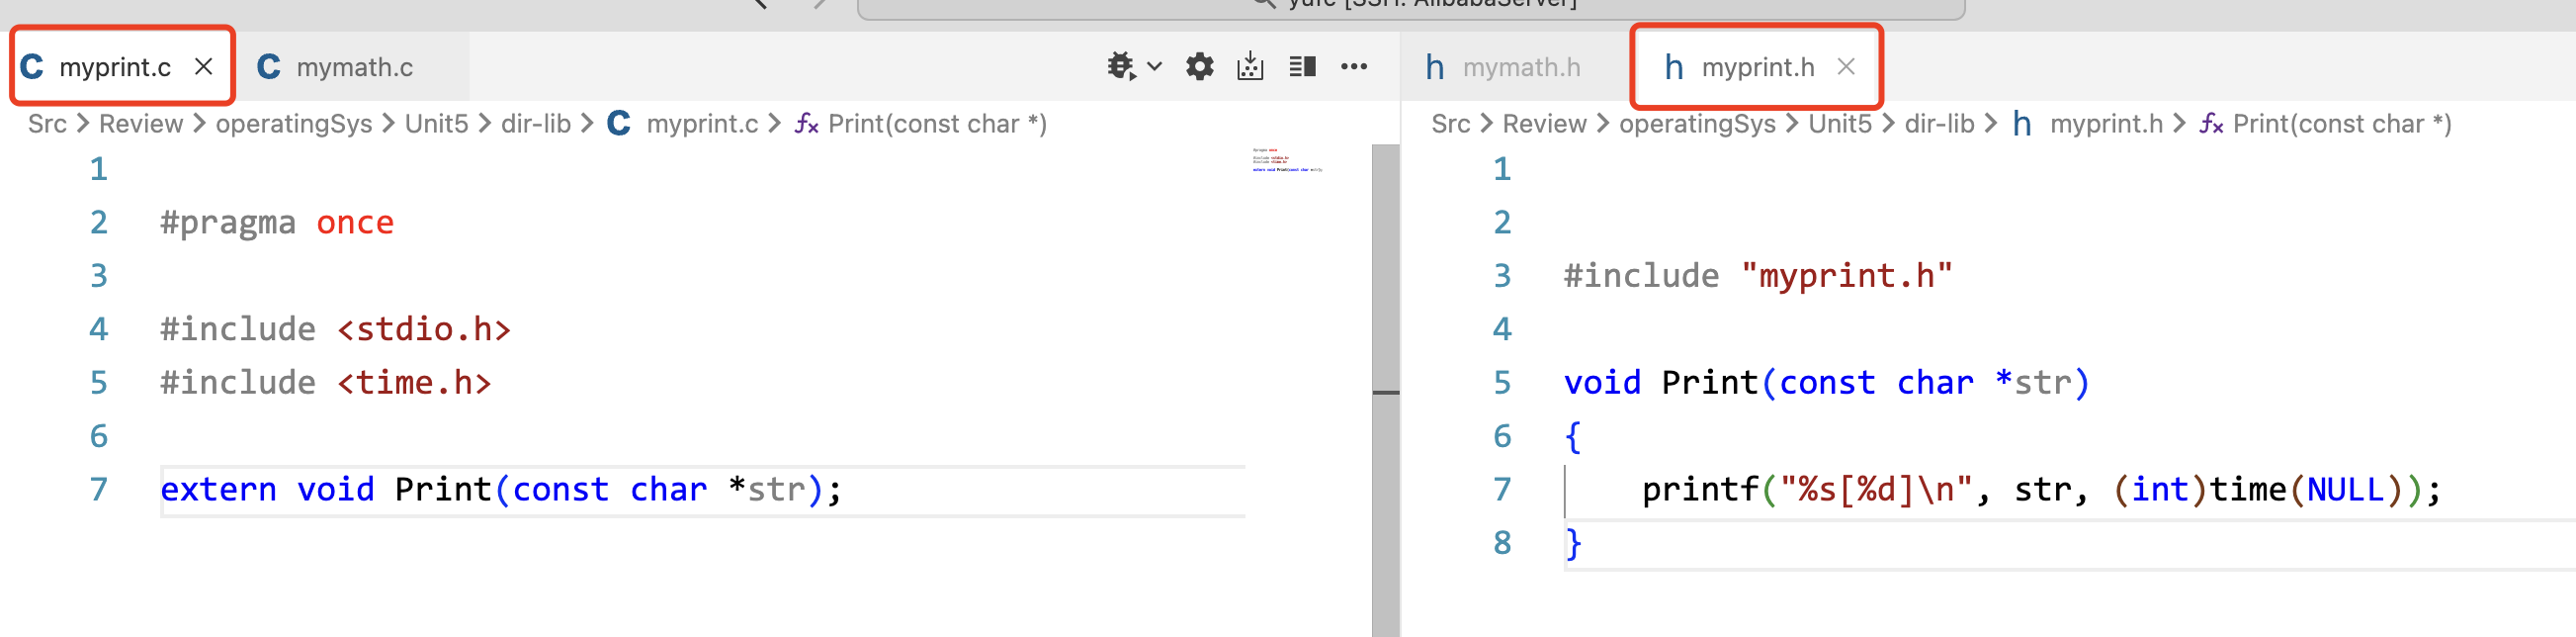 yufc [SSH: AlibabaServer]
myprint.c mymath.c
Src Review operatingSys Unit5 dir-lib myprint.c Print(const char *)
1
2 #pragma once
3
4 #include <stdio.h>
5 #include <time.h>
6
7 extern void Print(const char *str);
mymath.h myprint.h
Src Review operatingSys Unit5 dir-lib myprint.h Print(const char *)
1
2
3 #include "myprint.h"
4
5 void Print(const char *str)
6 {
7 printf("%s[%d]\n", str, (int)time(NULL));
8 }